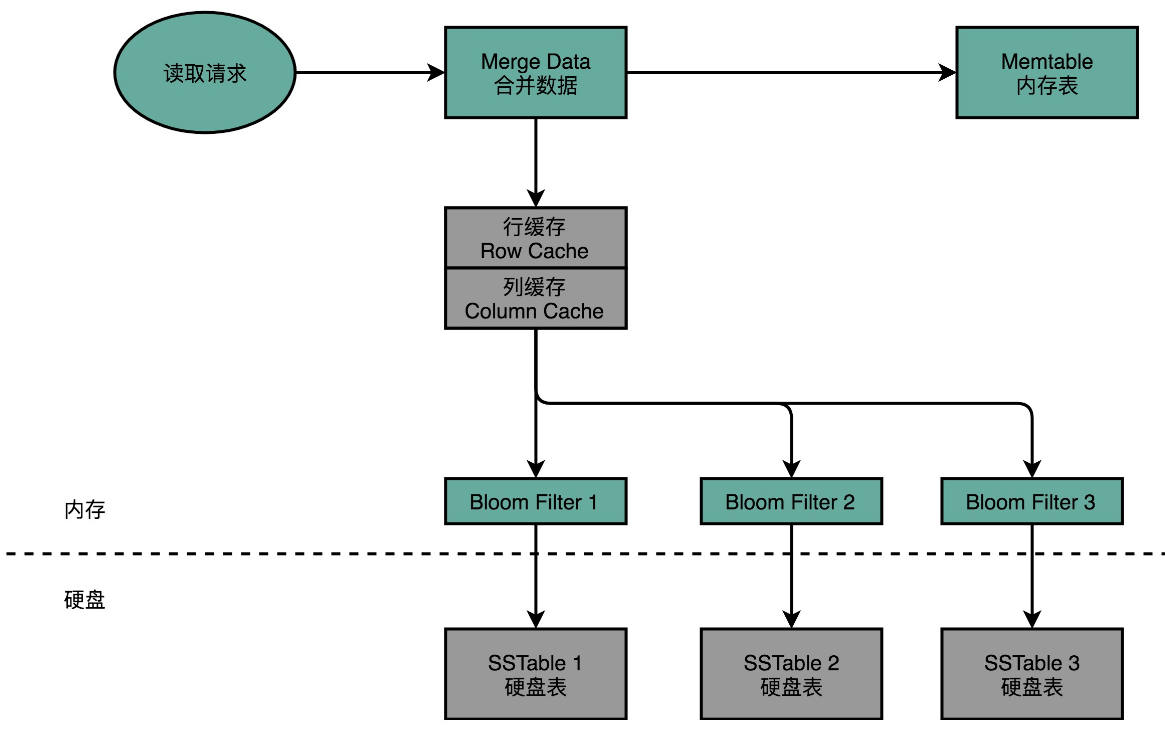 读取请求
Merge Data
合并数据
Memtable
内存表
行缓存
Row Cache
列缓存
Column Cache
内存
Bloom Filter 1
Bloom Filter 2
Bloom Filter 3
硬盘
SSTable 1
硬盘表
SSTable 2
硬盘表
SSTable 3
硬盘表